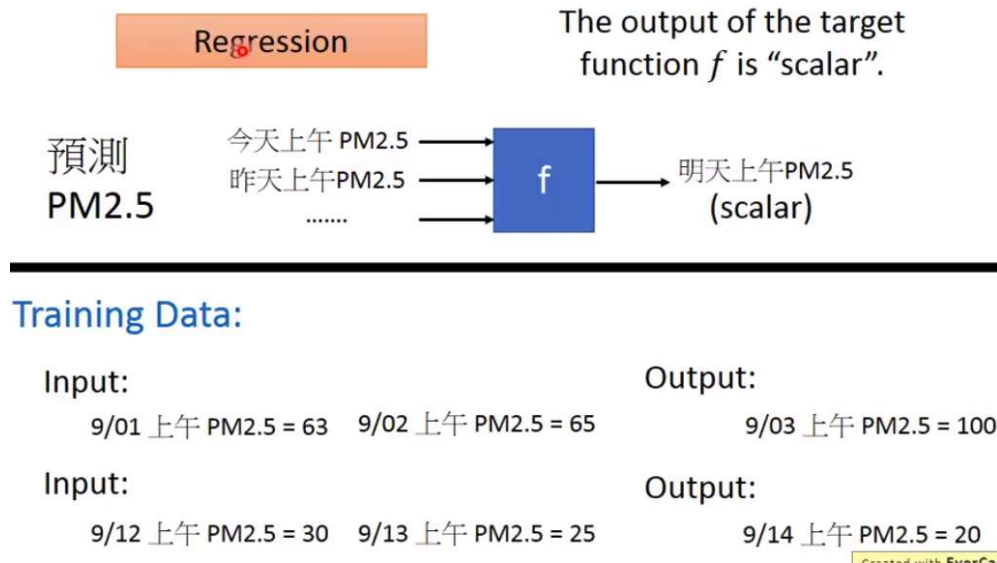 Regression
The output of the target
function f is “scalar”.
預測
PM2.5
今天上午 PM2.5
昨天上午PM2.5
.......
f
明天上午PM2.5
(scalar)
Training Data:
Input:
Output:
9/01 上午 PM2.5 = 63 9/02 上午 PM2.5 = 65
9/03 上午 PM2.5 = 100
Input:
Output:
9/12 上午 PM2.5 = 30 9/13 上午 PM2.5 = 25
9/14 上午 PM2.5 = 20
Created with